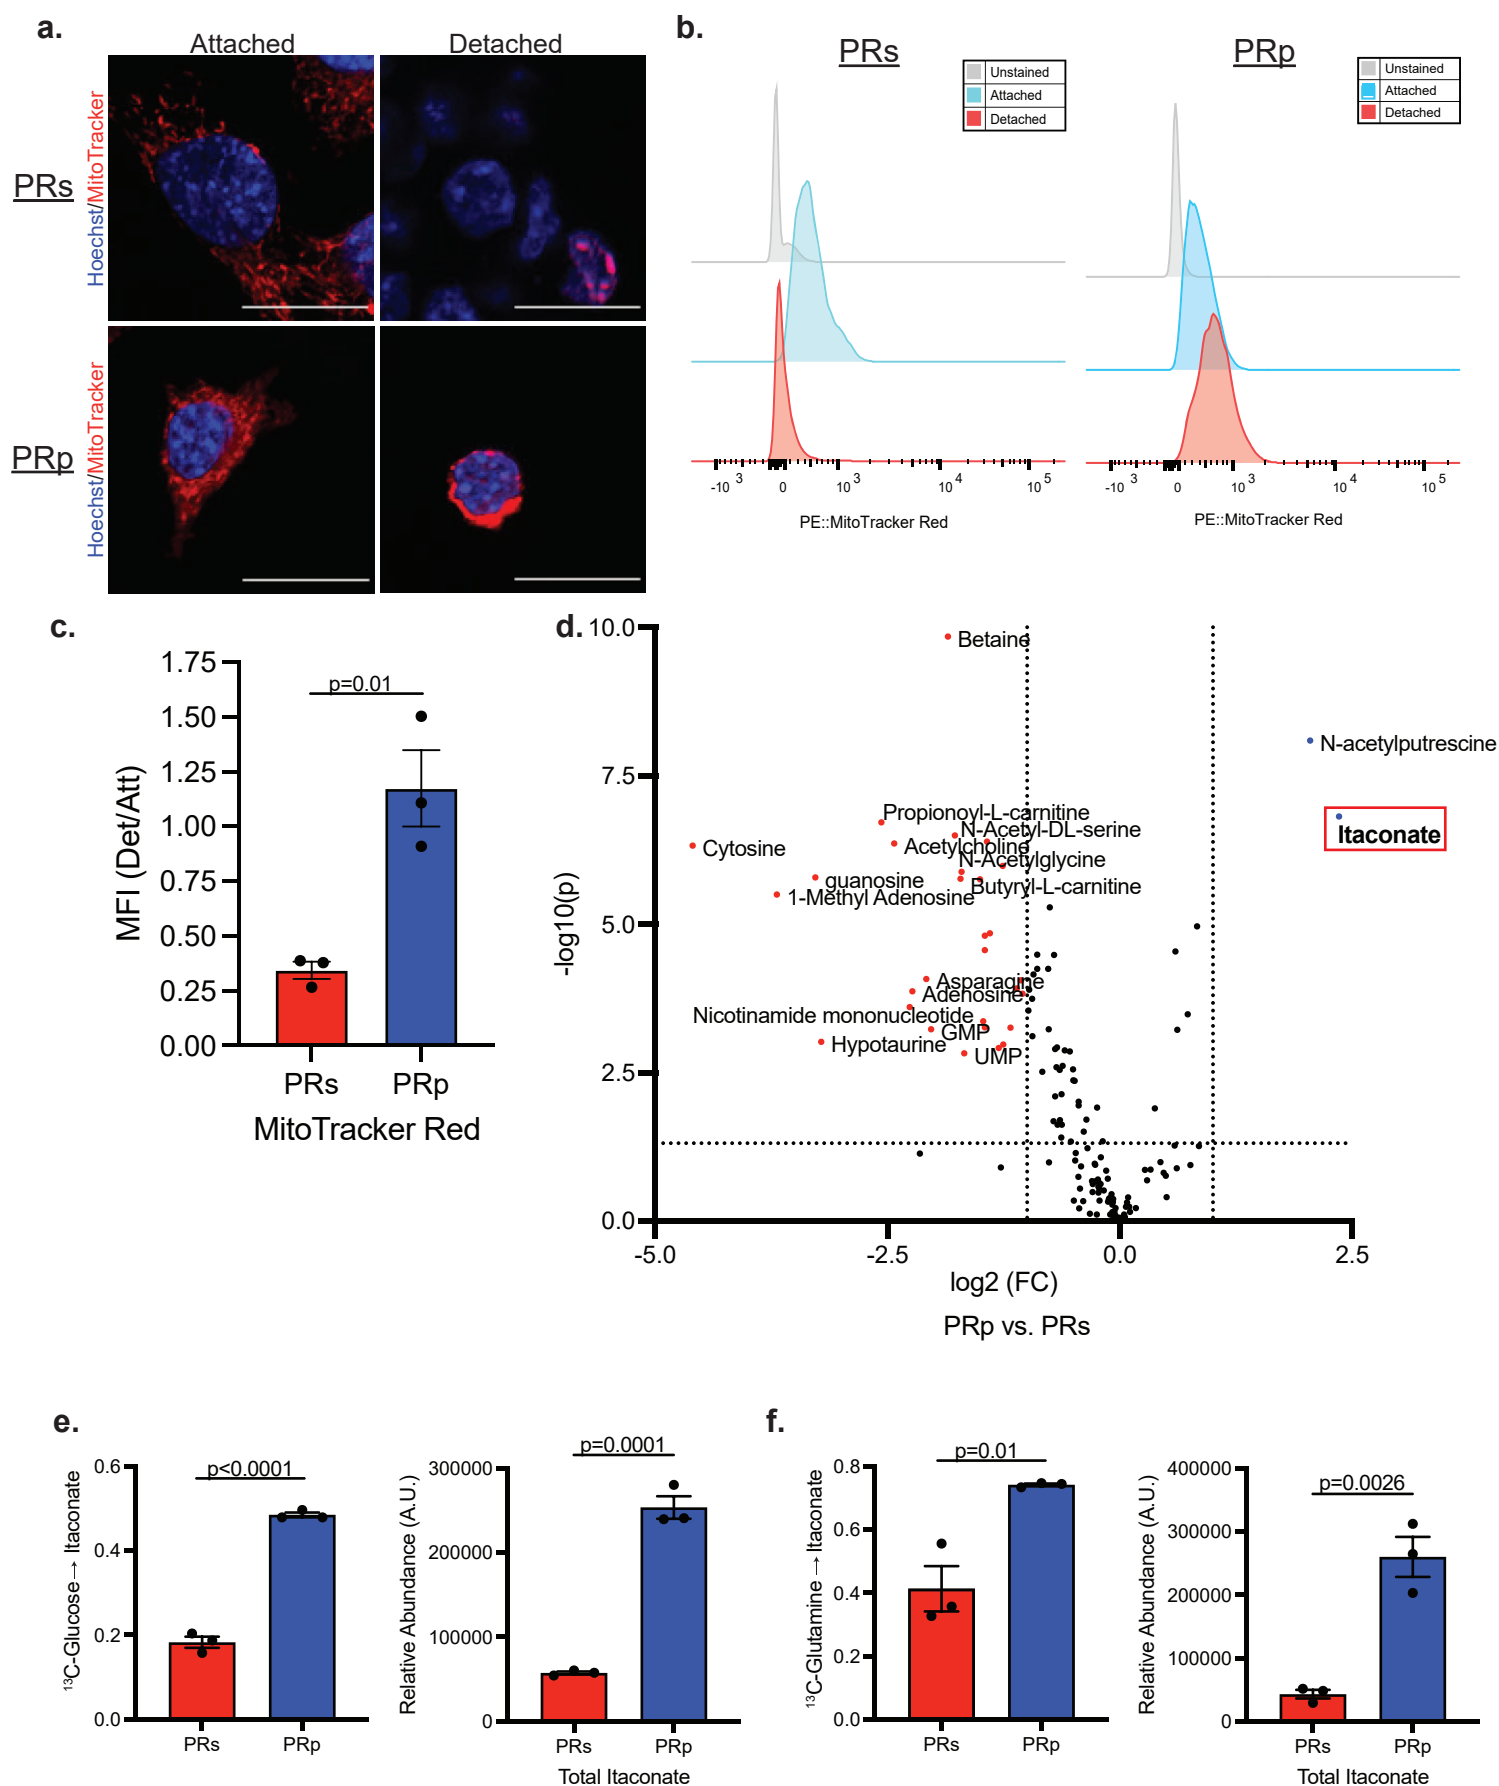 a.
Attached
Detached
PRs
Hoechst/MitoTracker
PRp
Hoechst/MitoTracker
b.
PRs
Unstained
Attached
Detached
-10 3
0
10 3
10 4
10 5
PE::MitoTracker Red
PRp
Unstained
Attached
Detached
-10 3
0
10 3
10 4
10 5
PE::MitoTracker Red
c.
MFI (Det/Att)
1.75
1.50
1.25
1.00
0.75
0.50
0.25
0.00
p=0.01
PRs
PRp
MitoTracker Red
d.
-log10(p)
10.0
7.5
5.0
2.5
0.0
Betaine
N-acetylputrescine
Itaconate
Propionoyl-L-carnitine
N-Acetyl-DL-serine
Acetylcholine
Cytosine
N-Acetylglycine
guanosine
Butyryl-L-carnitine
1-Methyl Adenosine
Asparagine
Adenosine
Nicotinamide mononucleotide
GMP
Hypotaurine
UMP
-5.0
-2.5
0.0
2.5
log2 (FC)
PRp vs. PRs
e.
13C-Glucose→Itaconate
0.6
0.4
0.2
0.0
p<0.0001
PRs
PRp
Relative Abundance (A.U.)
300000
200000
100000
0
p=0.0001
PRs
PRp
Total Itaconate
f.
13C-Glutamine→Itaconate
0.8
0.6
0.4
0.2
0.0
p=0.01
PRs
PRp
Relative Abundance (A.U.)
400000
300000
200000
100000
0
p=0.0026
PRs
PRp
Total Itaconate